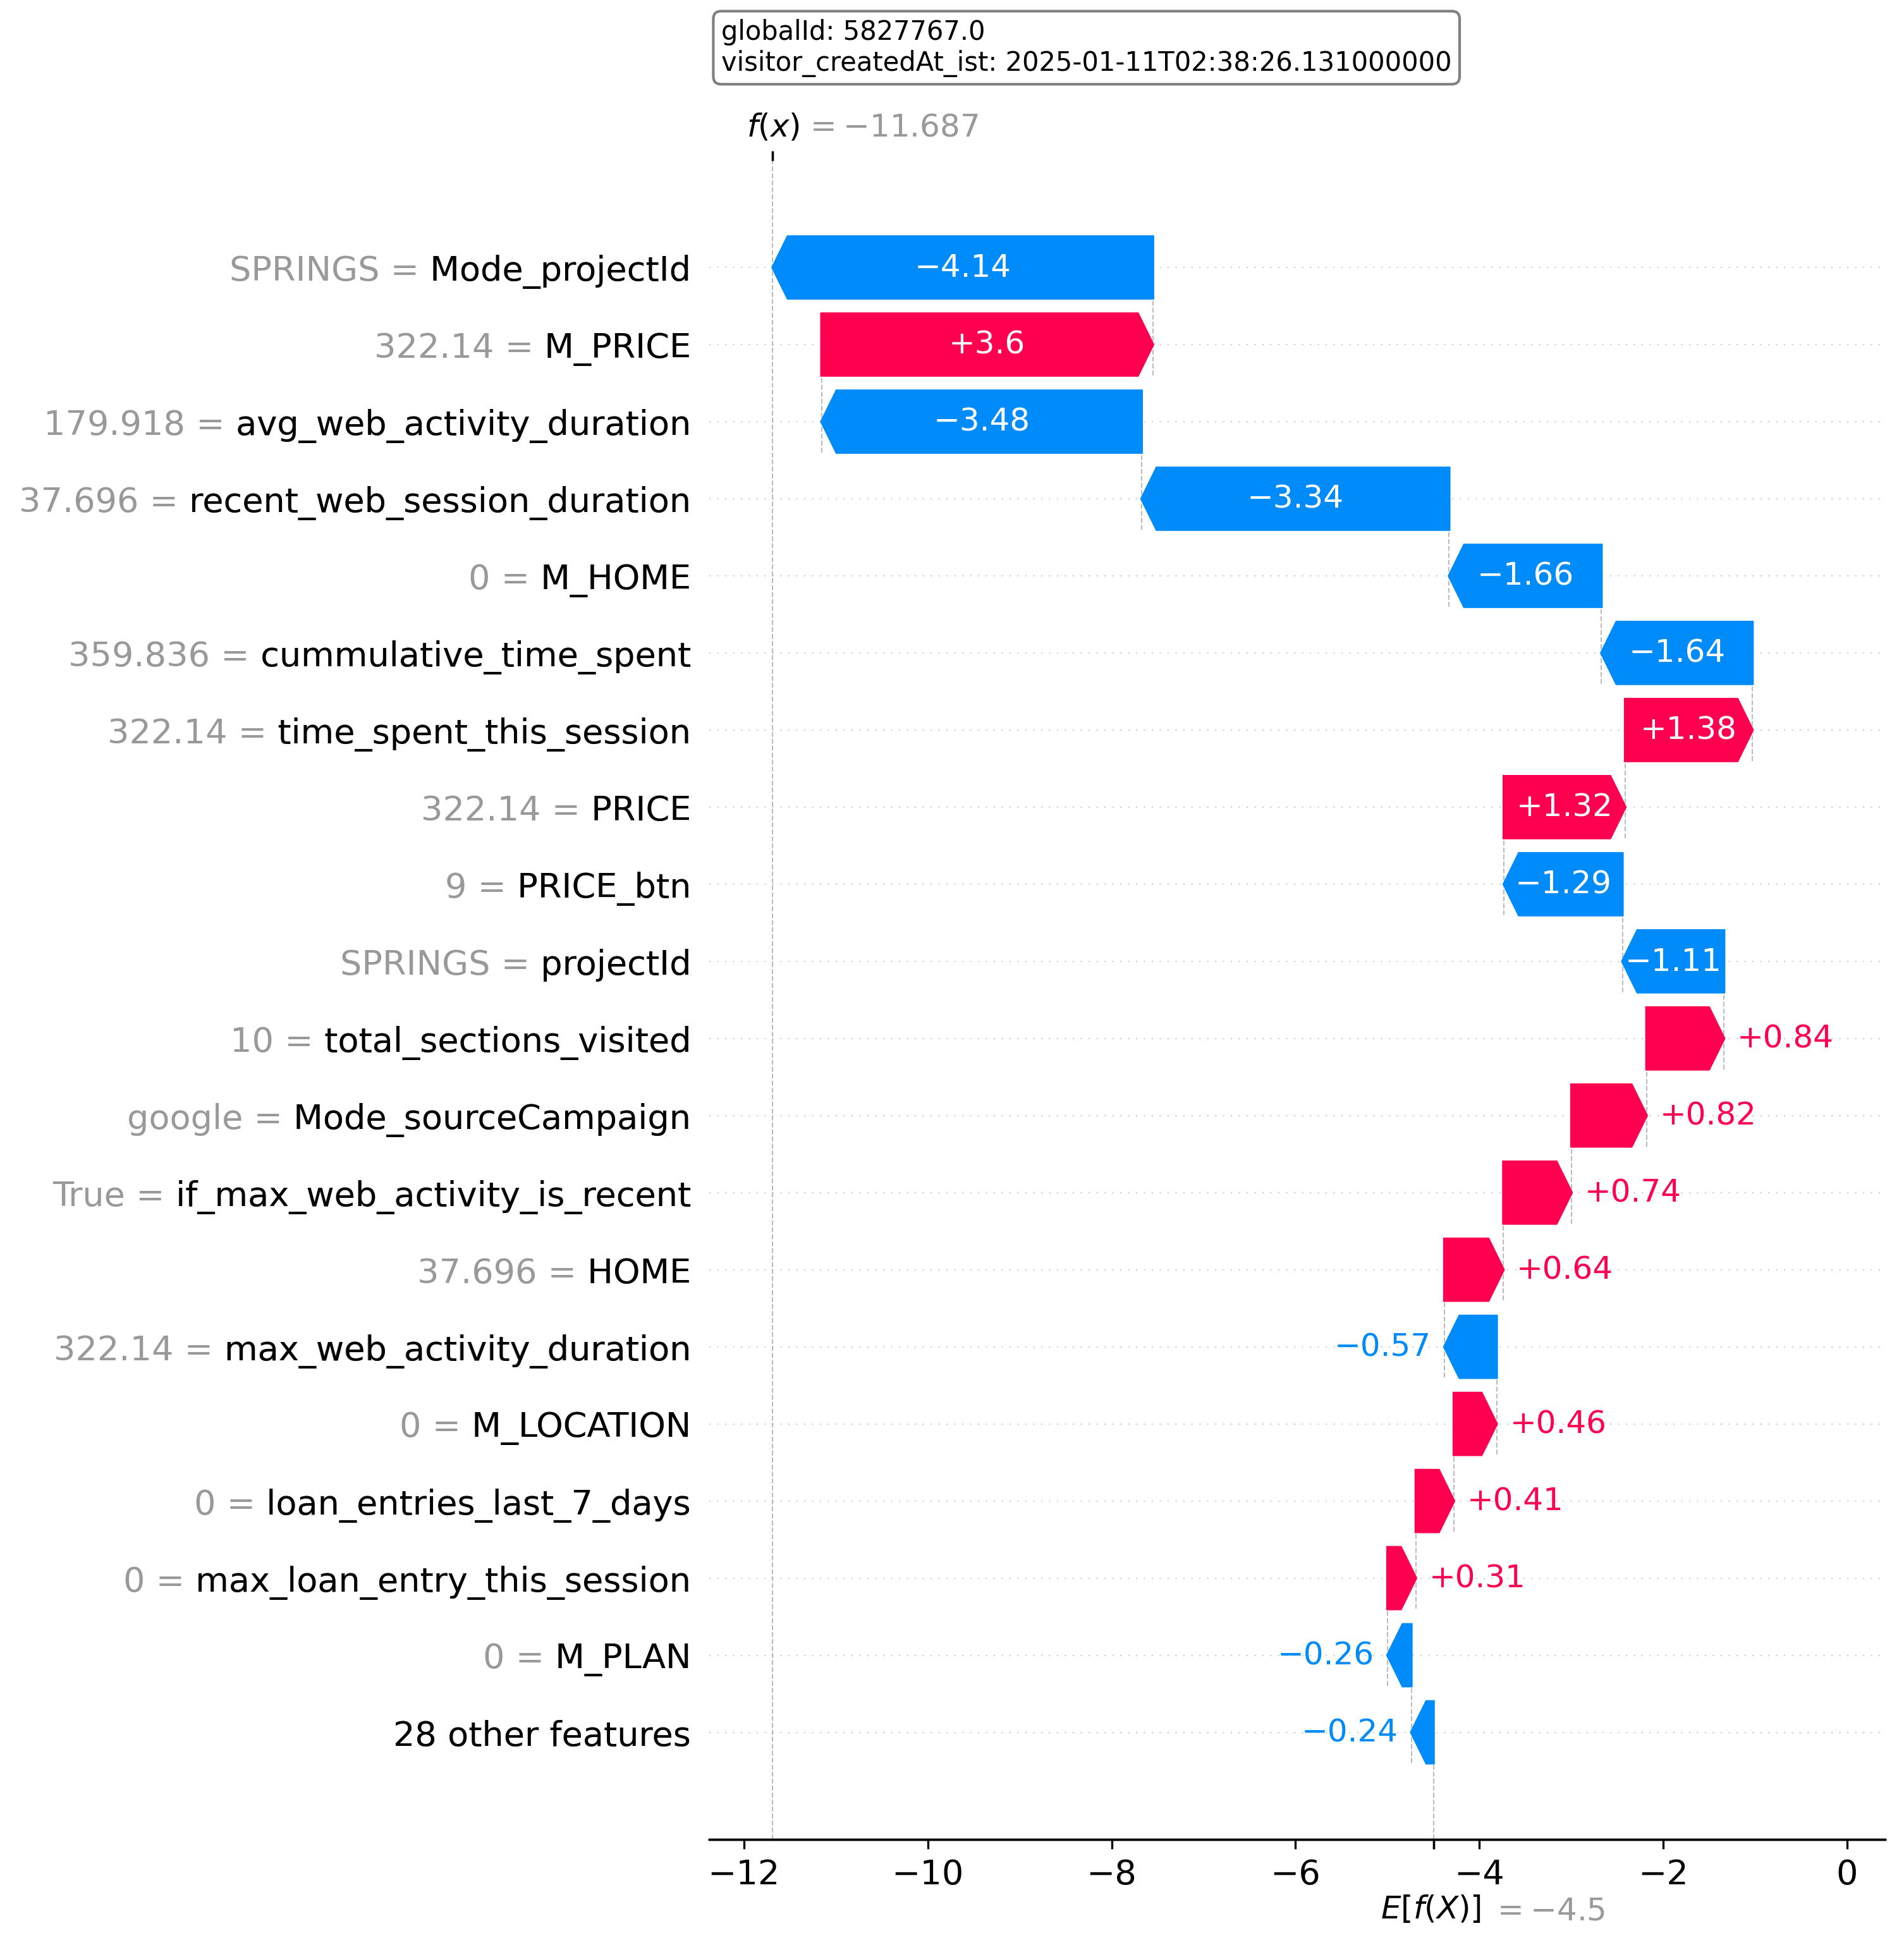 globalId: 5827767.0
visitor_createdAt_ist: 2025-01-11T02:38:26.131000000
f(x) = −11.687
SPRINGS = Mode_projectId −4.14
322.14 = M_PRICE +3.6
179.918 = avg_web_activity_duration −3.48
37.696 = recent_web_session_duration −3.34
0 = M_HOME −1.66
359.836 = cummulative_time_spent −1.64
322.14 = time_spent_this_session +1.38
322.14 = PRICE +1.32
9 = PRICE_btn −1.29
SPRINGS = projectId −1.11
10 = total_sections_visited +0.84
google = Mode_sourceCampaign +0.82
True = if_max_web_activity_is_recent +0.74
37.696 = HOME +0.64
322.14 = max_web_activity_duration −0.57
0 = M_LOCATION +0.46
0 = loan_entries_last_7_days +0.41
0 = max_loan_entry_this_session +0.31
0 = M_PLAN −0.26
28 other features −0.24
−12 −10 −8 −6 −4 −2 0
E[f(X)] = −4.5